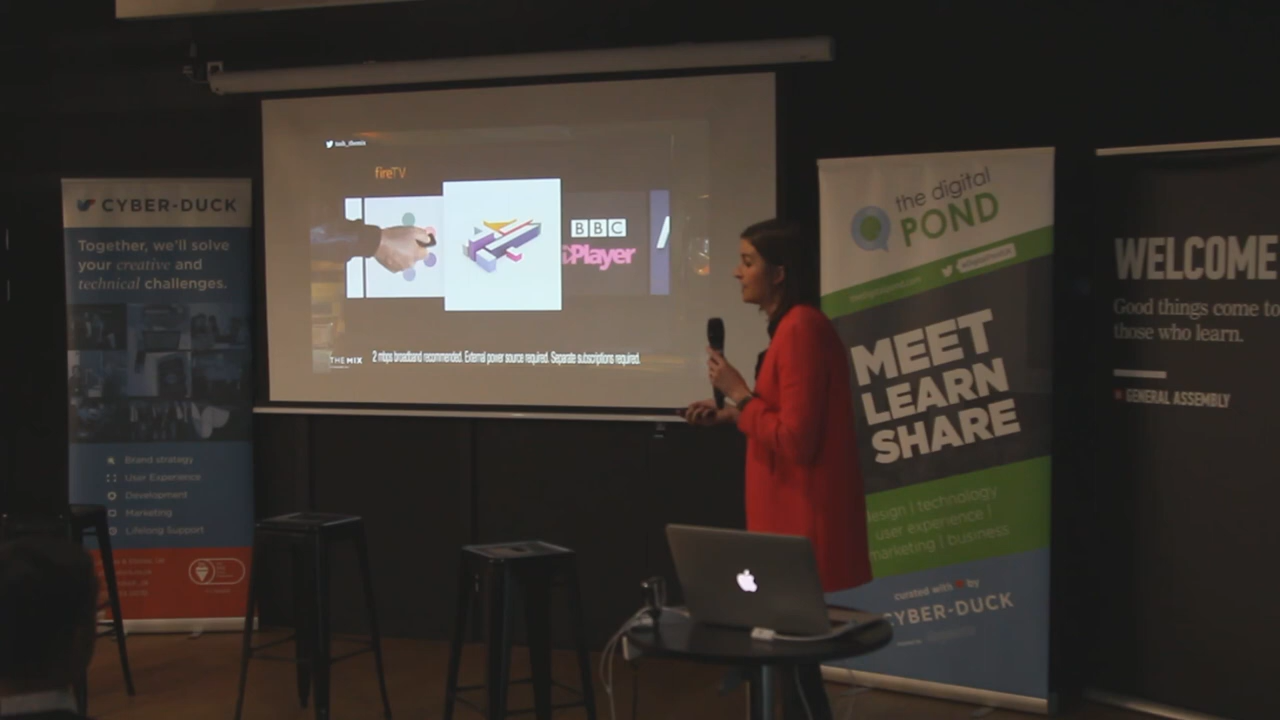 CYBER-DUCK
Together, we'll solve
your creative and
technical challenges.
Brand strategy
User Experience
Development
Marketing
Lifelong Support
fireTV
BBC
iPlayer
THE MIX
2 mbps broadband recommended. External power source required. Separate subscriptions required.
the digital
POND
MEET
LEARN
SHARE
design | technology
user experience |
marketing | business
curated with by
CYBER-DUCK
WELCOME
Good things come to
those who learn.
GENERAL ASSEMBLY